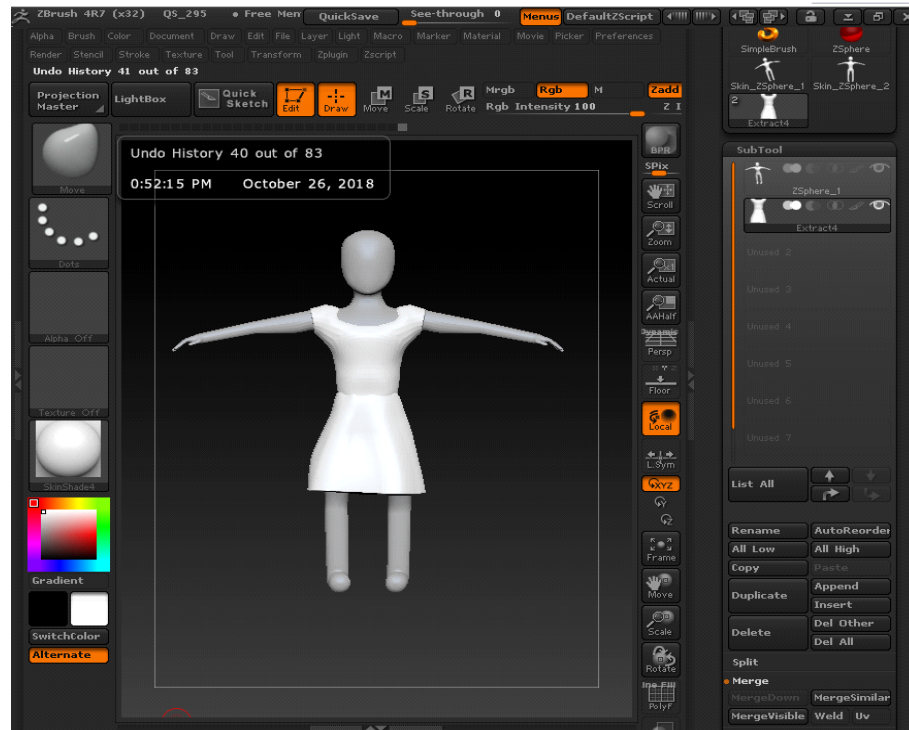 ZBrush 4R7 (x32) QS_295 • Free Mem QuickSave See-through 0 Menus DefaultZScript
Alpha Brush Color Document Draw Edit File Layer Light Macro Marker Material Movie Picker Preferences
Render Stencil Stroke Texture Tool Transform Zplugin Zscript
Undo History 41 out of 83
Projection Master
LightBox
Quick Sketch
Edit
Draw
Move
Scale
Rotate
Mrgb Rgb M
Rgb Intensity 100
Zadd
Z I
Undo History 40 out of 83
0:52:15 PM October 26, 2018
Move
Dots
Alpha Off
Texture Off
SkinShade4
Gradient
SwitchColor
Alternate
BPR
SPix
Scroll
Zoom
Actual
AAHalf
Dynamic
Persp
Floor
Local
L.Sym
XYZ
Y
Z
Frame
Move
Scale
Rotate
Line Fill
PolyF
SimpleBrush ZSphere
Skin_ZSphere_1 Skin_ZSphere_2
2
Extract4
SubTool
ZSphere_1
Extract4
Unused 2
Unused 3
Unused 4
Unused 5
Unused 6
Unused 7
List All
Rename AutoReorder
All Low All High
Copy Paste
Duplicate Append
Insert
Delete Del Other
Del All
Split
Merge
MergeDown MergeSimilar
MergeVisible Weld Uv